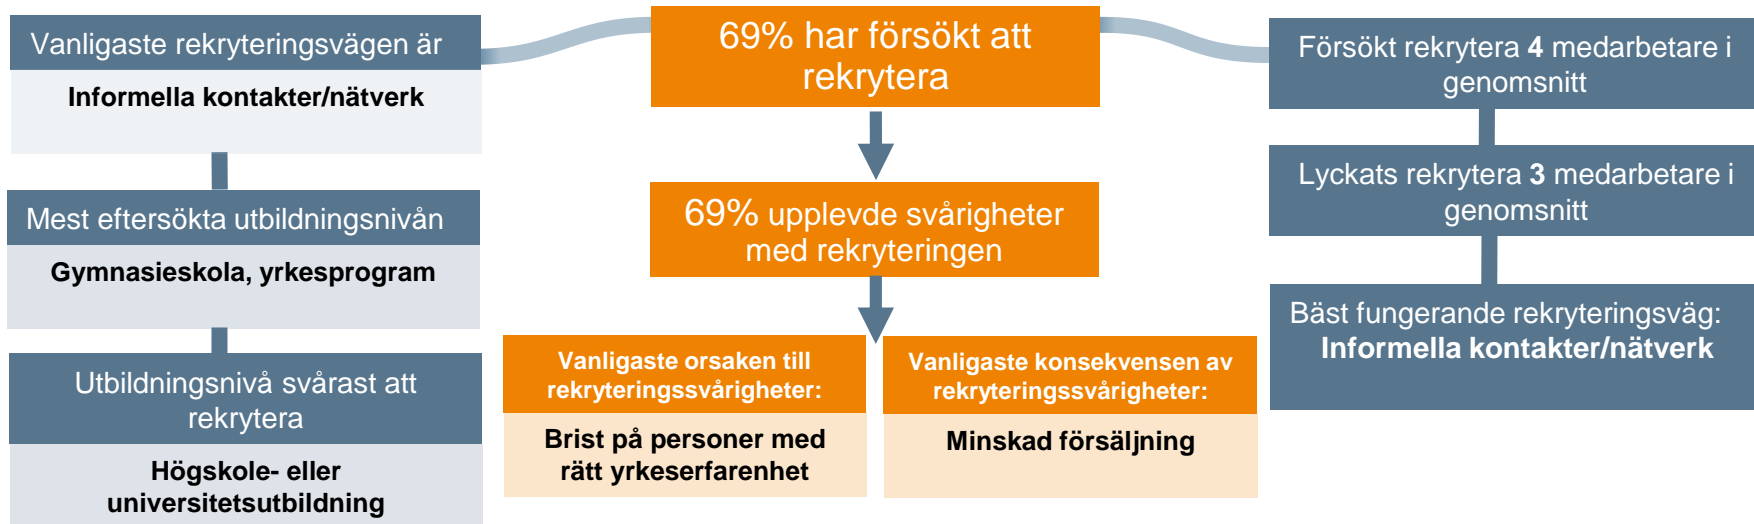 Vanligaste rekryteringsvägen är
Informella kontakter/nätverk
Mest eftersökta utbildningsnivån
Gymnasieskola, yrkesprogram
Utbildningsnivå svårast att
rekrytera
Högskole- eller
universitetsutbildning
69% har försökt att
rekrytera
69% upplevde svårigheter
med rekryteringen
Vanligaste orsaken till
rekryteringssvårigheter:
Brist på personer med
rätt yrkeserfarenhet
Vanligaste konsekvensen av
rekryteringssvårigheter:
Minskad försäljning
Försökt rekrytera 4 medarbetare i
genomsnitt
Lyckats rekrytera 3 medarbetare i
genomsnitt
Bäst fungerande rekryteringsväg:
Informella kontakter/nätverk